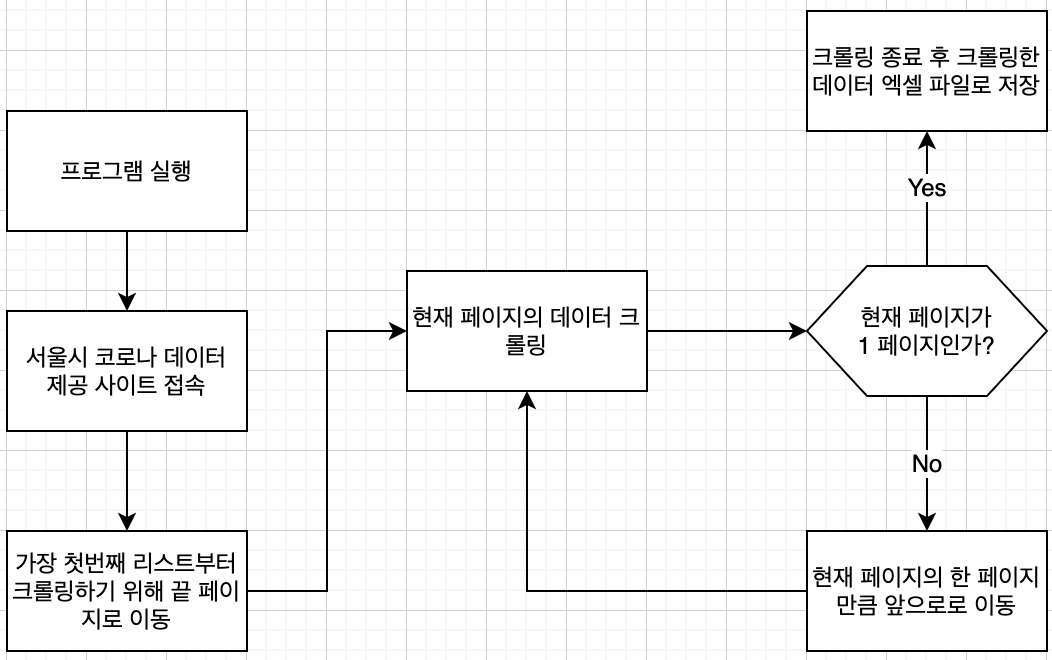 프로그램 실행
서울시 코로나 데이터
제공 사이트 접속
가장 첫번째 리스트부터
크롤링하기 위해 끝 페이
지로 이동
현재 페이지의 데이터 크
롤링
현재 페이지가
1 페이지인가?
Yes
크롤링 종료 후 크롤링한
데이터 엑셀 파일로 저장
No
현재 페이지의 한 페이지
만큼 앞으로로 이동